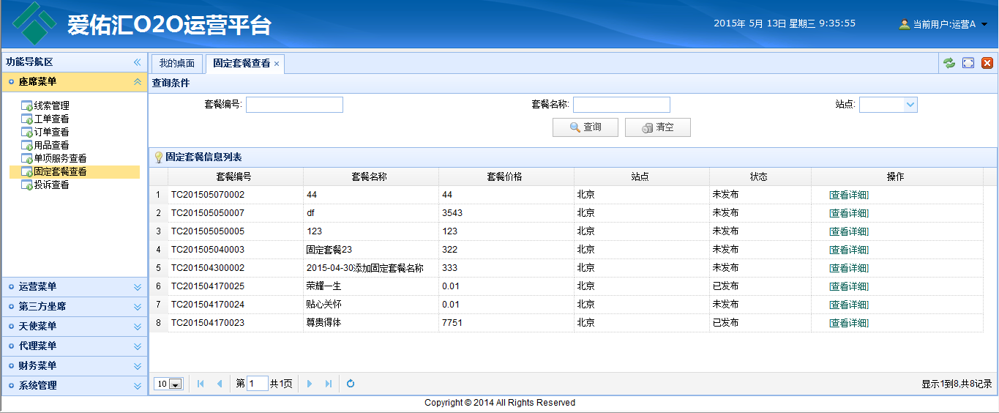 爱佑汇O2O运营平台
2015年 5月 13日 星期三 9:35:55
当前用户:运营A
功能导航区
座席菜单
线索管理
工单查看
订单查看
用品查看
单项服务查看
固定套餐查看
投诉查看
运营菜单
第三方坐席
天使菜单
代理菜单
财务菜单
系统管理
我的桌面 固定套餐查看
查询条件
套餐编号: 套餐名称: 站点:
查询 清空
固定套餐信息列表
套餐编号 套餐名称 套餐价格 站点 状态 操作
1 TC201505070002 44 44 北京 未发布 [查看详细]
2 TC201505050007 df 3543 北京 未发布 [查看详细]
3 TC201505050005 123 123 北京 未发布 [查看详细]
4 TC201505040003 固定套餐23 322 北京 未发布 [查看详细]
5 TC201504300002 2015-04-30添加固定套餐名称 333 北京 未发布 [查看详细]
6 TC201504170025 荣耀一生 0.01 北京 已发布 [查看详细]
7 TC201504170024 贴心关怀 0.01 北京 未发布 [查看详细]
8 TC201504170023 尊贵得体 7751 北京 已发布 [查看详细]
10 第 1 共1页 显示1到8,共8记录
Copyright © 2014 All Rights Reserved